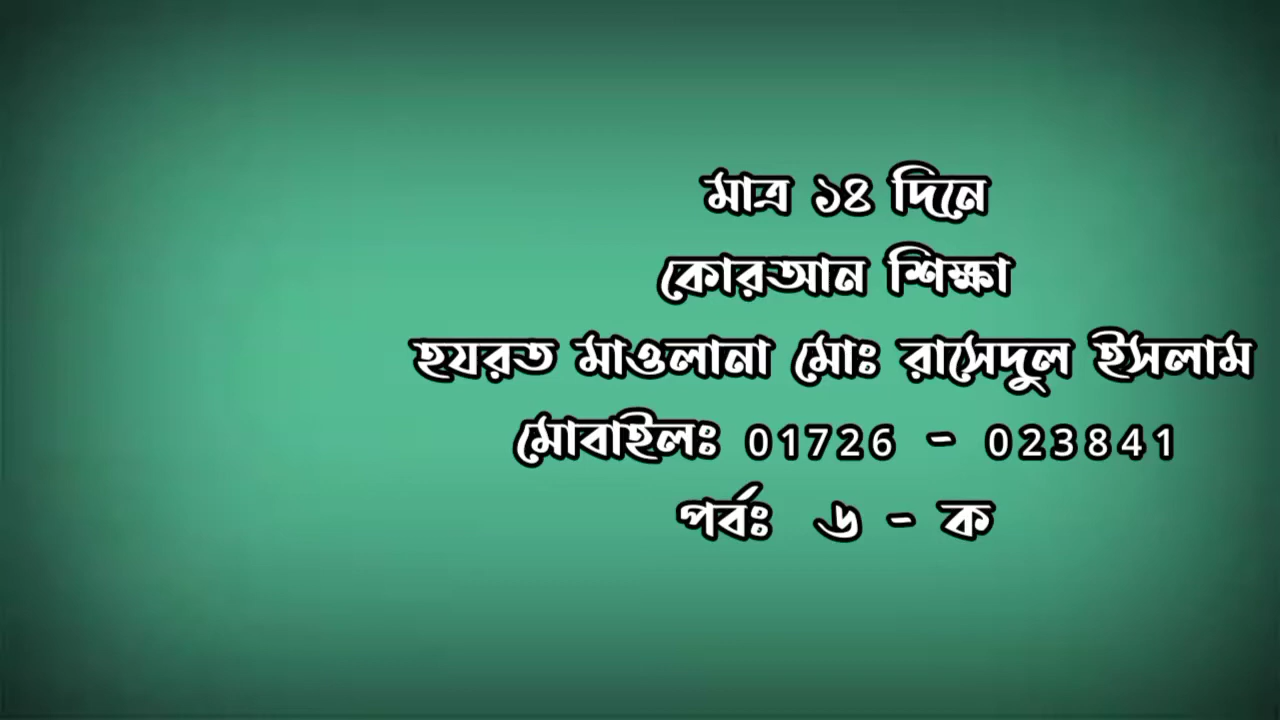 মাত্র ১৪ দিনে
কোরআন শিক্ষা
হযরত মাওলানা মোঃ রাসেদুল ইসলাম
মোবাইলঃ 01726 - 023841
পর্বঃ ৬ - ক